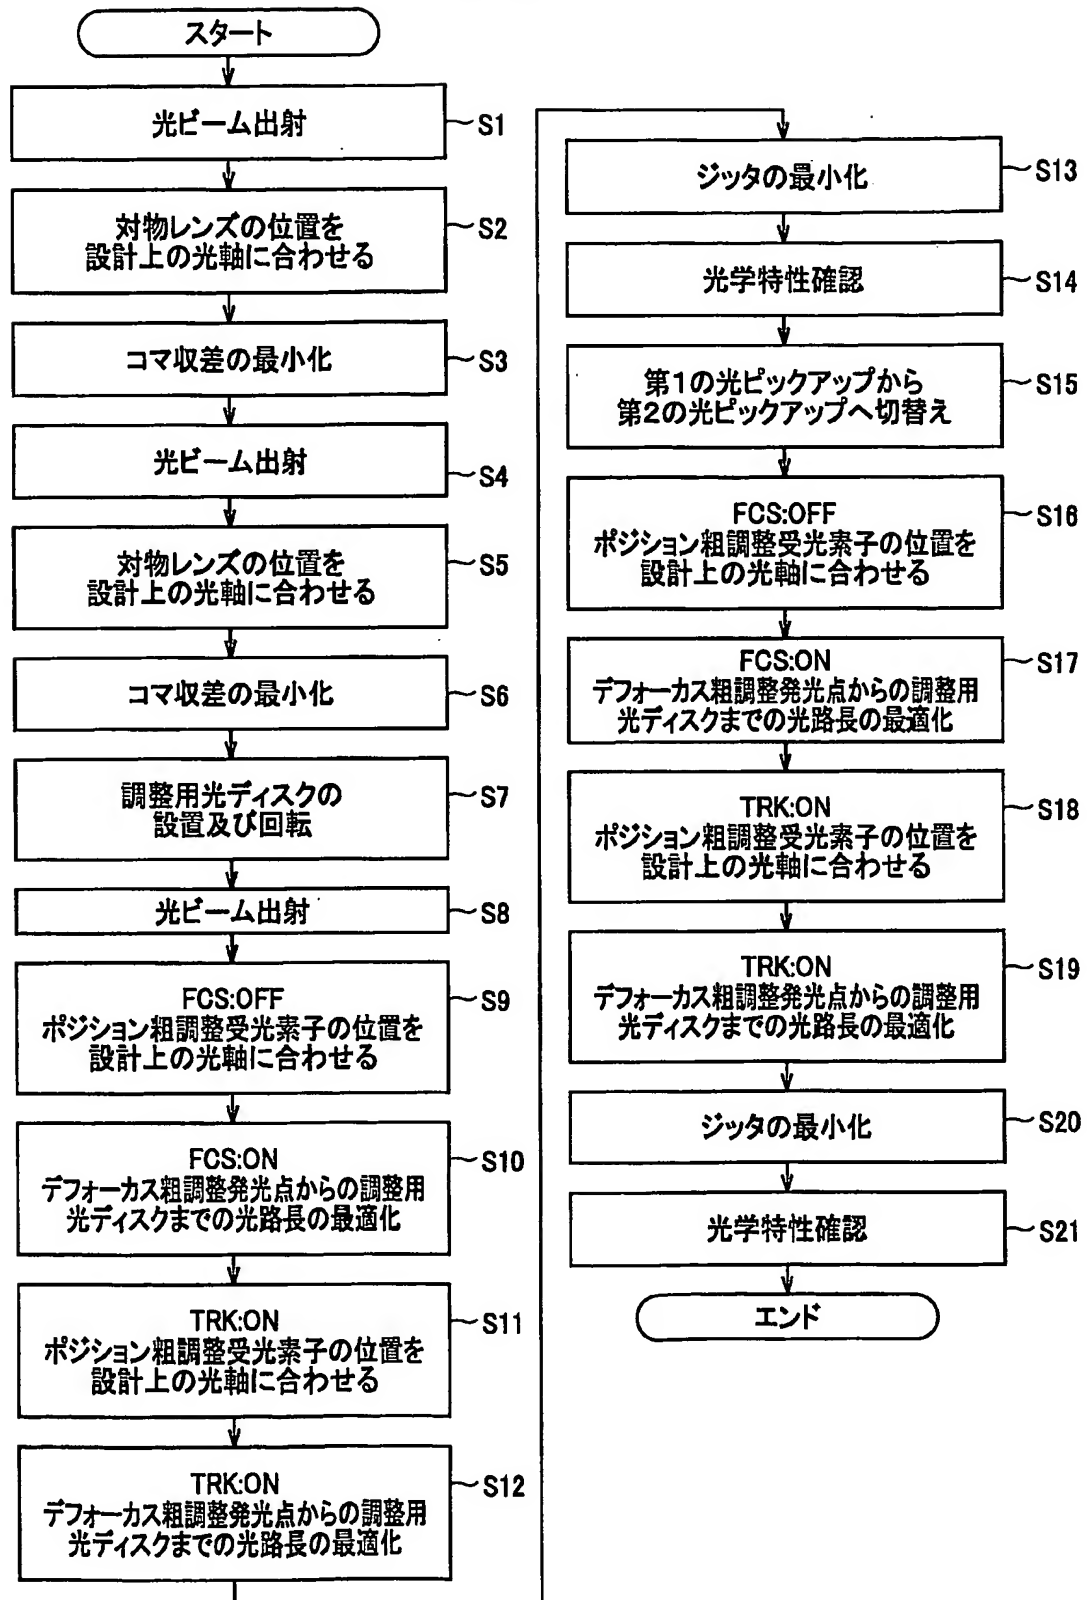 スタート
光ビーム出射
S1
対物レンズの位置を
設計上の光軸に合わせる
S2
コマ収差の最小化
S3
光ビーム出射
S4
対物レンズの位置を
設計上の光軸に合わせる
S5
コマ収差の最小化
S6
調整用光ディスクの
設置及び回転
S7
光ビーム出射
S8
FCS:OFF
ポジション粗調整受光素子の位置を
設計上の光軸に合わせる
S9
FCS:ON
デフォーカス粗調整発光点からの調整用
光ディスクまでの光路長の最適化
S10
TRK:ON
ポジション粗調整受光素子の位置を
設計上の光軸に合わせる
S11
TRK:ON
デフォーカス粗調整発光点からの調整用
光ディスクまでの光路長の最適化
S12
ジッタの最小化
S13
光学特性確認
S14
第1の光ピックアップから
第2の光ピックアップへ切替え
S15
FCS:OFF
ポジション粗調整受光素子の位置を
設計上の光軸に合わせる
S16
FCS:ON
デフォーカス粗調整発光点からの調整用
光ディスクまでの光路長の最適化
S17
TRK:ON
ポジション粗調整受光素子の位置を
設計上の光軸に合わせる
S18
TRK:ON
デフォーカス粗調整発光点からの調整用
光ディスクまでの光路長の最適化
S19
ジッタの最小化
S20
光学特性確認
S21
エンド